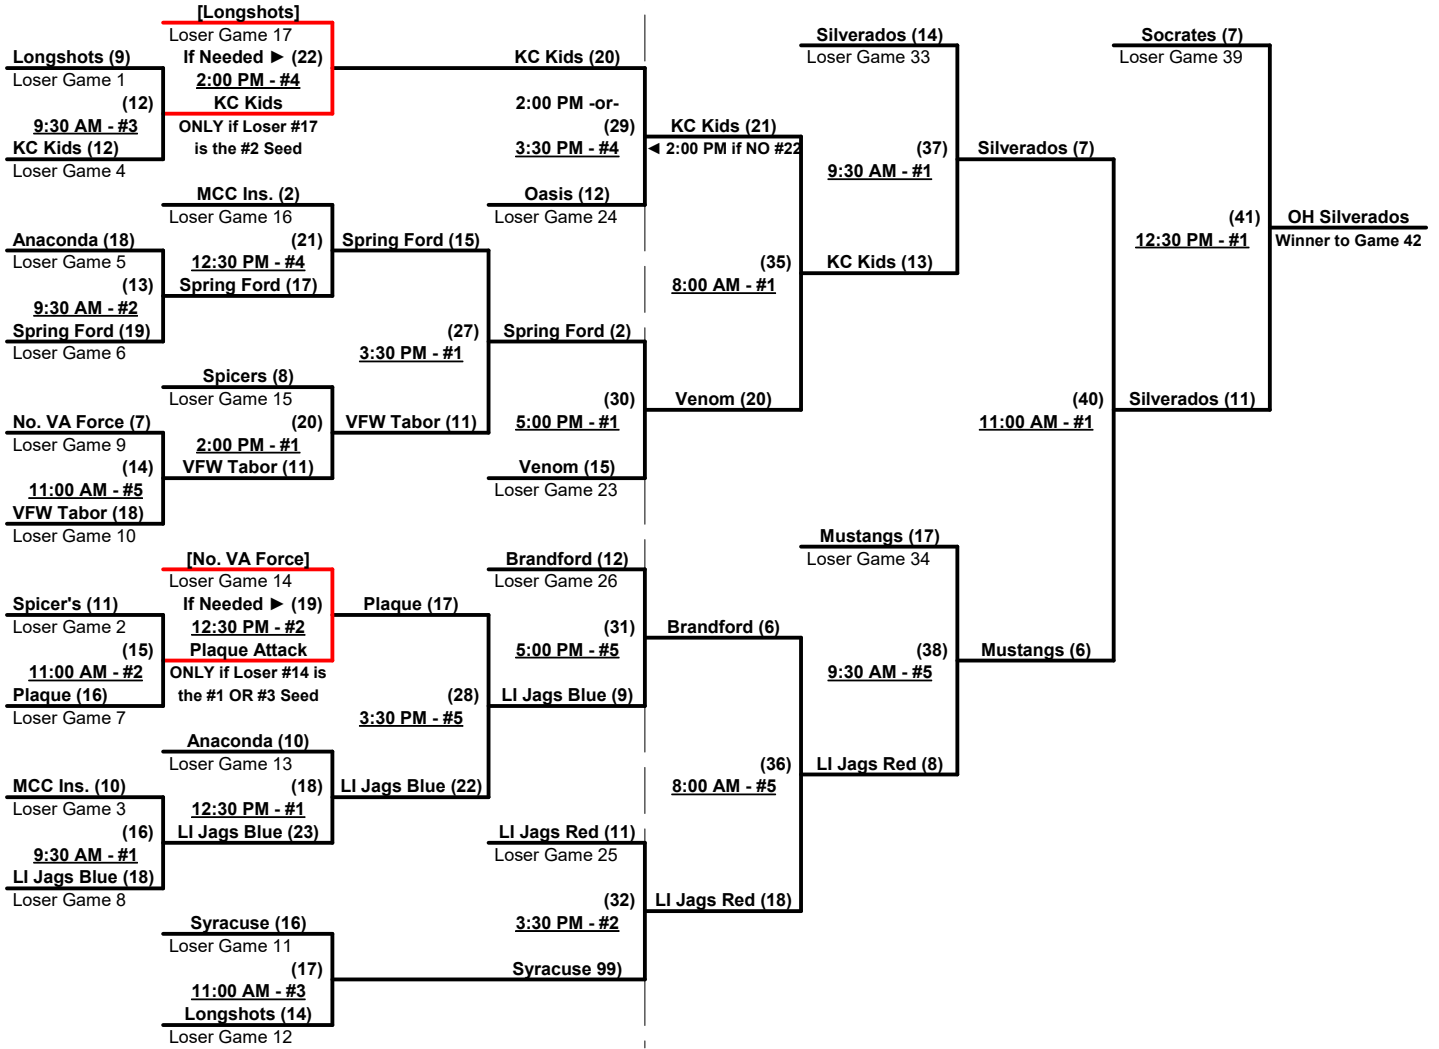 [Longshots]
Loser Game 17
If Needed ► (22)
2:00 PM - #4
KC Kids
ONLY if Loser #17
is the #2 Seed
Longshots (9)
Loser Game 1
(12)
9:30 AM - #3
KC Kids (12)
Loser Game 4
MCC Ins. (2)
Loser Game 16
(21)
12:30 PM - #4
Spring Ford (17)
Anaconda (18)
Loser Game 5
(13)
9:30 AM - #2
Spring Ford (19)
Loser Game 6
Spicers (8)
Loser Game 15
(20)
2:00 PM - #1
VFW Tabor (11)
No. VA Force (7)
Loser Game 9
(14)
11:00 AM - #5
VFW Tabor (18)
Loser Game 10
[No. VA Force]
Loser Game 14
If Needed ► (19)
12:30 PM - #2
Plaque Attack
ONLY if Loser #14 is
the #1 OR #3 Seed
Spicer's (11)
Loser Game 2
(15)
11:00 AM - #2
Plaque (16)
Loser Game 7
Anaconda (10)
Loser Game 13
(18)
12:30 PM - #1
LI Jags Blue (23)
MCC Ins. (10)
Loser Game 3
(16)
9:30 AM - #1
LI Jags Blue (18)
Loser Game 8
Syracuse (16)
Loser Game 11
(17)
11:00 AM - #3
Longshots (14)
Loser Game 12
Spring Ford (15)
(27)
3:30 PM - #1
VFW Tabor (11)
Plaque (17)
(28)
3:30 PM - #5
LI Jags Blue (22)
KC Kids (20)
2:00 PM -or-
(29)
3:30 PM - #4
Oasis (12)
Loser Game 24
Spring Ford (2)
(30)
5:00 PM - #1
Venom (15)
Loser Game 23
Brandford (12)
Loser Game 26
(31)
5:00 PM - #5
LI Jags Blue (9)
LI Jags Red (11)
Loser Game 25
(32)
3:30 PM - #2
Syracuse 99)
KC Kids (21)
◄ 2:00 PM if NO #22
(35)
8:00 AM - #1
Venom (20)
Brandford (6)
(36)
8:00 AM - #5
LI Jags Red (18)
Silverados (14)
Loser Game 33
(37)
9:30 AM - #1
KC Kids (13)
Mustangs (17)
Loser Game 34
(38)
9:30 AM - #5
LI Jags Red (8)
Silverados (7)
(40)
11:00 AM - #1
Mustangs (6)
Socrates (7)
Loser Game 39
(41)
12:30 PM - #1
Silverados (11)
OH Silverados
Winner to Game 42